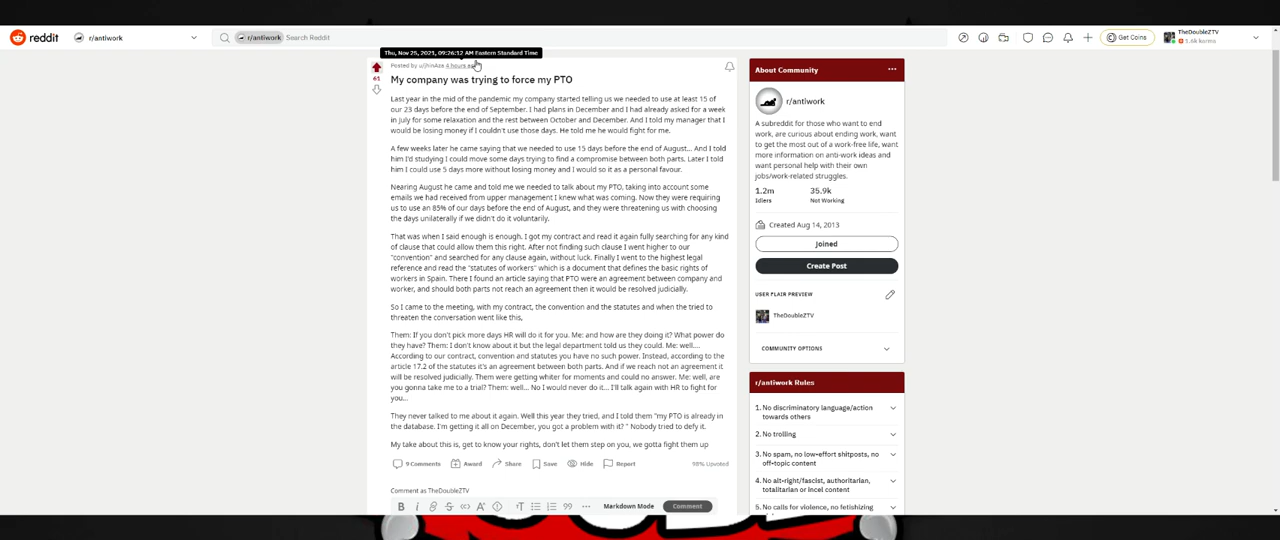 reddit
r/antiwork
r/antiwork Search Reddit
Get Coins
TheDoubleZTV
1.6k karma
Thu, Nov 25, 2021, 09:26:12 AM Eastern Standard Time
Posted by
61
My company was trying to force my PTO
Last year in the mid of the pandemic my company started telling us we needed to use at least 15 of
our 23 days before the end of September. I had plans in December and I had already asked for a week
in July for some relaxation and the rest between October and December. And I told my manager that I
would be losing money if I couldn't use those days. He told me he would fight for me.
A few weeks later he came saying that we needed to use 15 days before the end of August... And I told
him I'd studying I could move some days trying to find a compromise between both parts. Later I told
him I could use 5 days more without losing money and I would so it as a personal favour.
Nearing August he came and told me we needed to talk about my PTO, taking into account some
emails we had received from upper management I knew what was coming. Now they were requiring
us to use an 85% of our days before the end of August, and they were threatening us with choosing
the days unilaterally if we didn't do it voluntarily.
That was when I said enough is enough. I got my contract and read it again fully searching for any kind
of clause that could allow them this right. After not finding such clause I went higher to our
"convention" and searched for any clause again, without luck. Finally I went to the highest legal
reference and read the "statutes of workers" which is a document that defines the basic rights of
workers in Spain. There I found an article saying that PTO were an agreement between company and
worker, and should both parts not reach an agreement then it would be resolved judicially.
So I came to the meeting, with my contract, the convention and the statutes and when the tried to
threaten the conversation went like this,
Them: If you don't pick more days HR will do it for you. Me: and how are they doing it? What power do
they have? Them: I don't know about it but the legal department told us they could. Me: well....
According to our contract, convention and statutes you have no such power. Instead, according to the
article 17.2 of the statutes it's an agreement between both parts. And if we reach not an agreement it
will be resolved judicially. Them were getting whiter for moments and could no answer. Me: well, are
you gonna take me to a trial? Them: well... No I would never do it... I'll talk again with HR to fight for
you...
They never talked to me about it again. Well this year they tried, and I told them "my PTO is already in
the database. I'm getting it all on December, you got a problem with it? " Nobody tried to defy it.
My take about this is, get to know your rights, don't let them step on you, we gotta fight them up
9 Comments Award Share Save Hide Report 98% Upvoted
Comment as TheDoubleZTV
Markdown Mode
Comment
About Community
r/antiwork
A subreddit for those who want to end
work, are curious about ending work, want
to get the most out of a work-free life, want
more information on anti-work ideas and
want personal help with their own
jobs/work-related struggles.
1.2m 35.9k
Idlers Not Working
Created Aug 14, 2013
Joined
Create Post
USER FLAIR PREVIEW
TheDoubleZTV
COMMUNITY OPTIONS
r/antiwork Rules
1. No discriminatory language/action
towards others
2. No trolling
3. No spam, no low-effort shitposts, no
off-topic content
4. No alt-right/fascist, authoritarian,
totalitarian or incel content
5. No calls for violence, no fetishizing